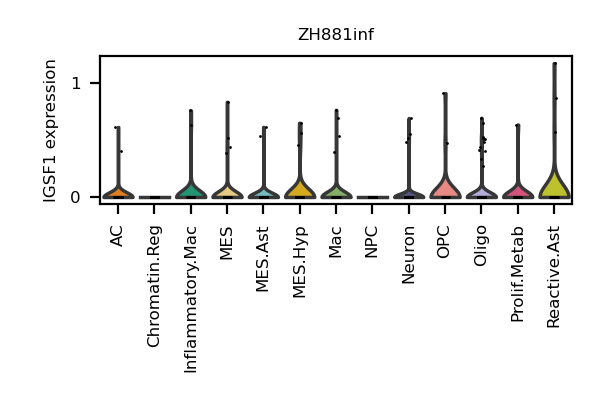 ZH881inf
IGSF1 expression
1
0
AC
Chromatin.Reg
Inflammatory.Mac
MES
MES.Ast
MES.Hyp
Mac
NPC
Neuron
OPC
Oligo
Prolif.Metab
Reactive.Ast